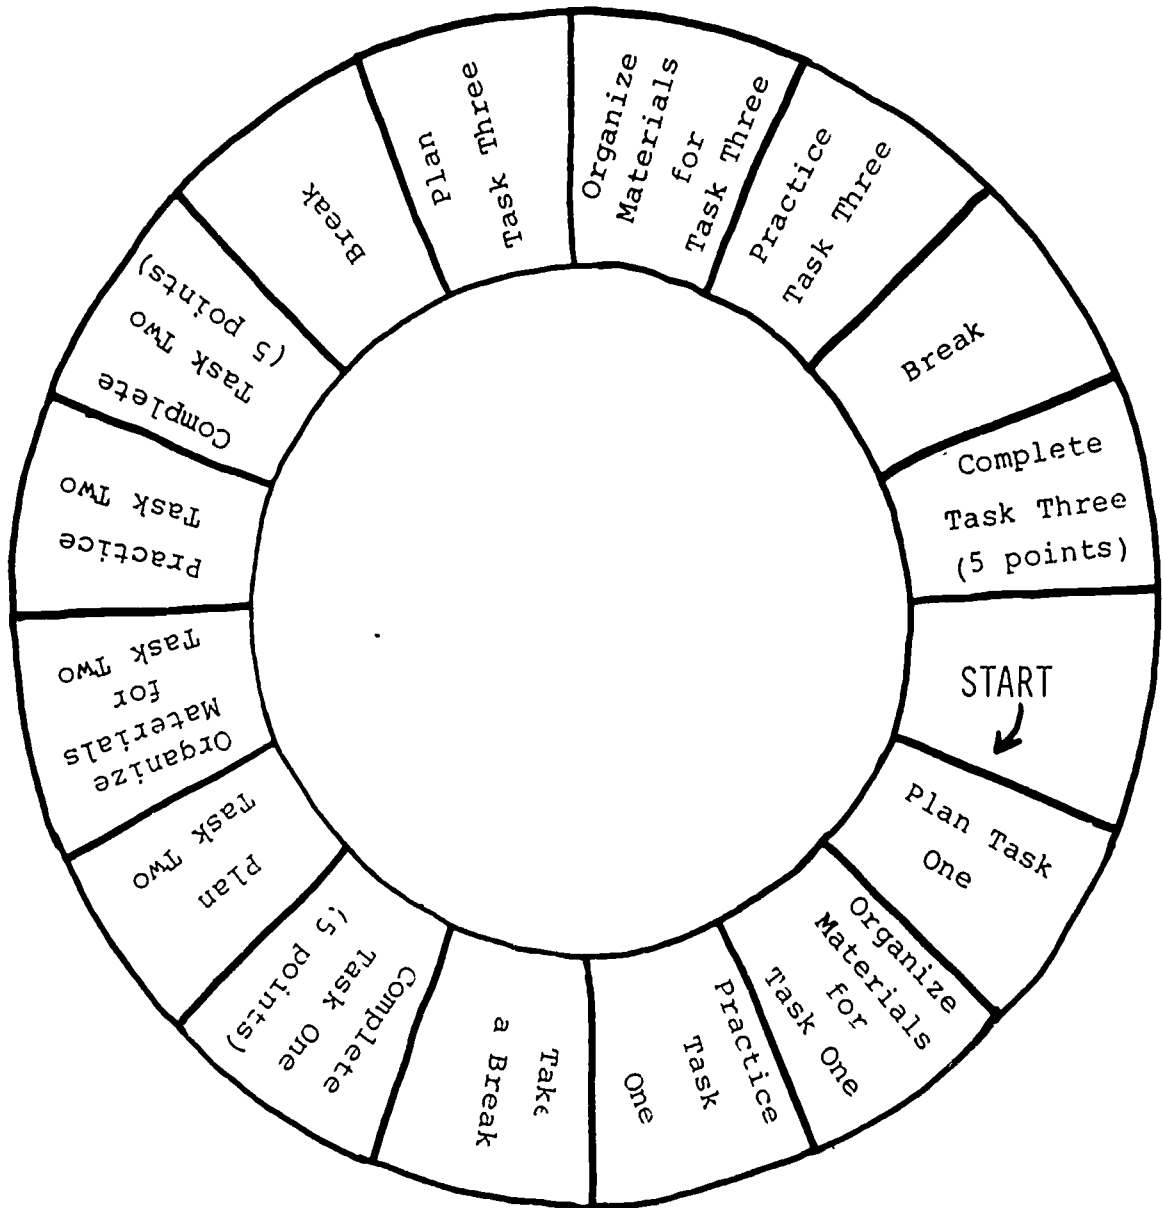 START
Plan Task
One
Organize
Materials
for
Task One
Practice
Task
One
Take
a Break
Complete
Task One
(5 points)
Plan
Task Two
Organize
Materials
for
Task Two
Practice
Task Two
Complete
Task Two
(5 points)
Break
Plan
Task Three
Organize
Materials
for
Task Three
Practice
Task Three
Break
Complete
Task Three
(5 points)